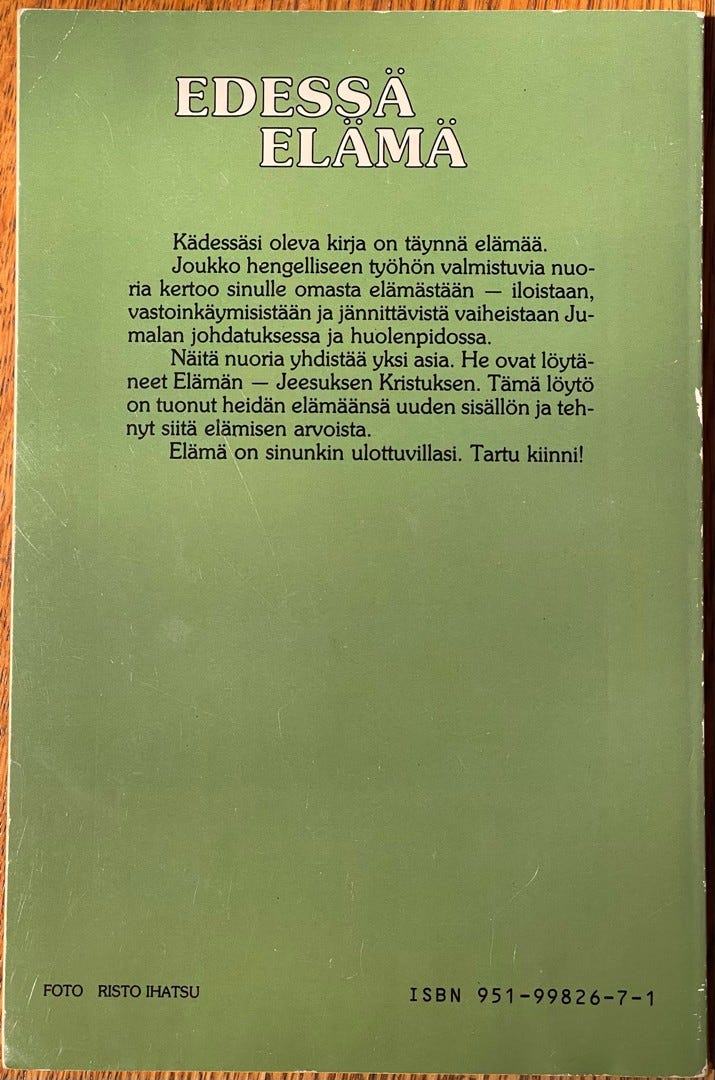 EDESSÄ
ELÄMÄ
Kädessäsi oleva kirja on täynnä elämää.
Joukko hengelliseen työhön valmistuvia nuo-
ria kertoo sinulle omasta elämästään — iloistaan,
vastoinkäymisistään ja jännittävistä vaiheistaan Ju-
malan johdatuksessa ja huolenpidossa.
Näitä nuoria yhdistää yksi asia. He ovat löytä-
neet Elämän — Jeesuksen Kristuksen. Tämä löytö
on tuonut heidän elämäänsä uuden sisällön ja teh-
nyt siitä elämisen arvoista.
Elämä on sinunkin ulottuvillasi. Tartu kiinni!
FOTO RISTO IHATSU
ISBN 951-99826-7-1